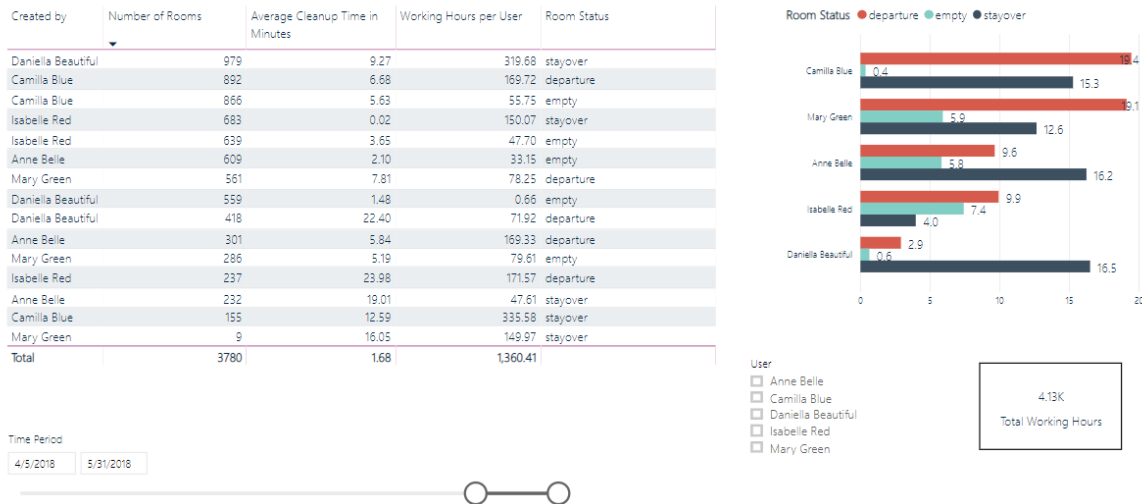 Created by Number of Rooms Average Cleanup Time in Minutes Working Hours per User Room Status
Daniella Beautiful 979 9.27 319.68 stayover
Camilla Blue 892 6.68 169.72 departure
Camilla Blue 866 5.63 55.75 empty
Isabelle Red 683 0.02 150.07 stayover
Isabelle Red 639 3.65 47.70 empty
Anne Belle 609 2.10 33.15 empty
Mary Green 561 7.81 78.25 departure
Daniella Beautiful 559 1.48 0.66 empty
Daniella Beautiful 418 22.40 71.92 departure
Anne Belle 301 5.84 169.33 departure
Mary Green 286 5.19 79.61 empty
Isabelle Red 237 23.98 171.57 departure
Anne Belle 232 19.01 47.61 stayover
Camilla Blue 155 12.59 335.58 stayover
Mary Green 9 16.05 149.97 stayover
Total 3780 1.68 1,360.41
Room Status departure empty stayover
19.4
Camilla Blue 0.4
15.3
19.1
Mary Green 5.9
12.6
9.6
Anne Belle 5.8
16.2
9.9
Isabelle Red 7.4
4.0
2.9
Daniella Beautiful 0.6
16.5
0 5 10 15 20
User
Anne Belle
Camilla Blue
Daniella Beautiful
Isabelle Red
Mary Green
4.13K
Total Working Hours
Time Period
4/5/2018 5/31/2018